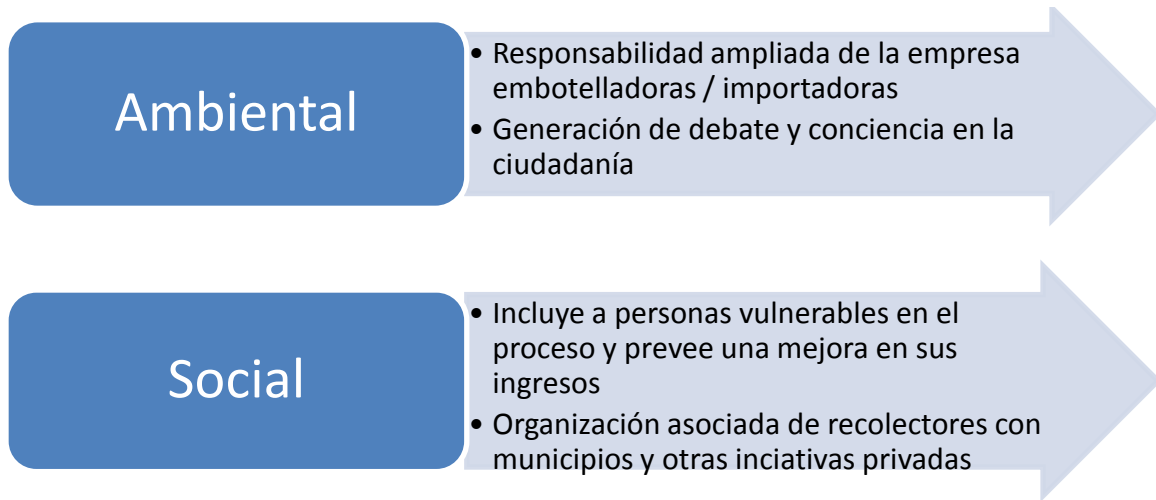 Ambiental
• Responsabilidad ampliada de la empresa
embotelladoras / importadoras
• Generación de debate y conciencia en la
ciudadanía
Social
• Incluye a personas vulnerables en el
proceso y prevee una mejora en sus
ingresos
• Organización asociada de recolectores con
municipios y otras inciativas privadas